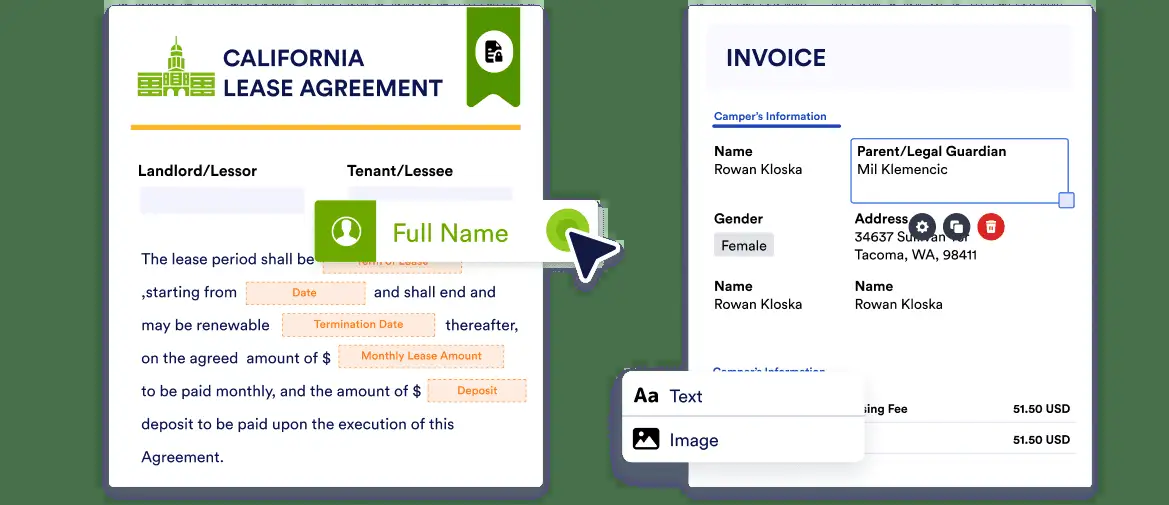 CALIFORNIA
LEASE AGREEMENT
Landlord/Lessor
Tenant/Lessee
Full Name
The lease period shall be Term of Lease
,starting from Date and shall end and
may be renewable Termination Date thereafter,
on the agreed amount of $ Monthly Lease Amount
to be paid monthly, and the amount of $ Deposit
deposit to be paid upon the execution of this
Agreement.
INVOICE
Camper's Information
Name
Rowan Kloska
Parent/Legal Guardian
Mil Klemencic
Gender
Female
Address
34637 Sullivan Ter
Tacoma, WA, 98411
Name
Rowan Kloska
Name
Rowan Kloska
Camper's Information
Aa Text
Image
sing Fee 51.50 USD
51.50 USD